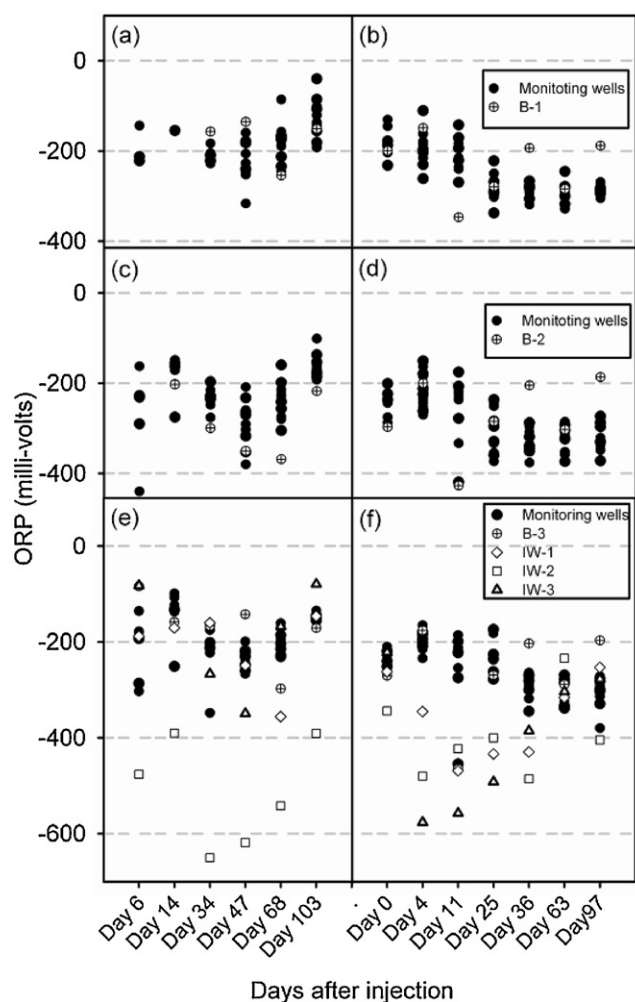 (a)
(b)
0
-200
-400
Monitoting wells
B-1
(c)
(d)
0
-200
-400
Monitoting wells
B-2
(e)
(f)
0
-200
-400
-600
Monitoring wells
B-3
IW-1
IW-2
IW-3
ORP (milli-volts)
Day 6
Day 14
Day 34
Day 47
Day 68
Day 103
.
Day 0
Day 4
Day 11
Day 25
Day 36
Day 63
Day97
Days after injection